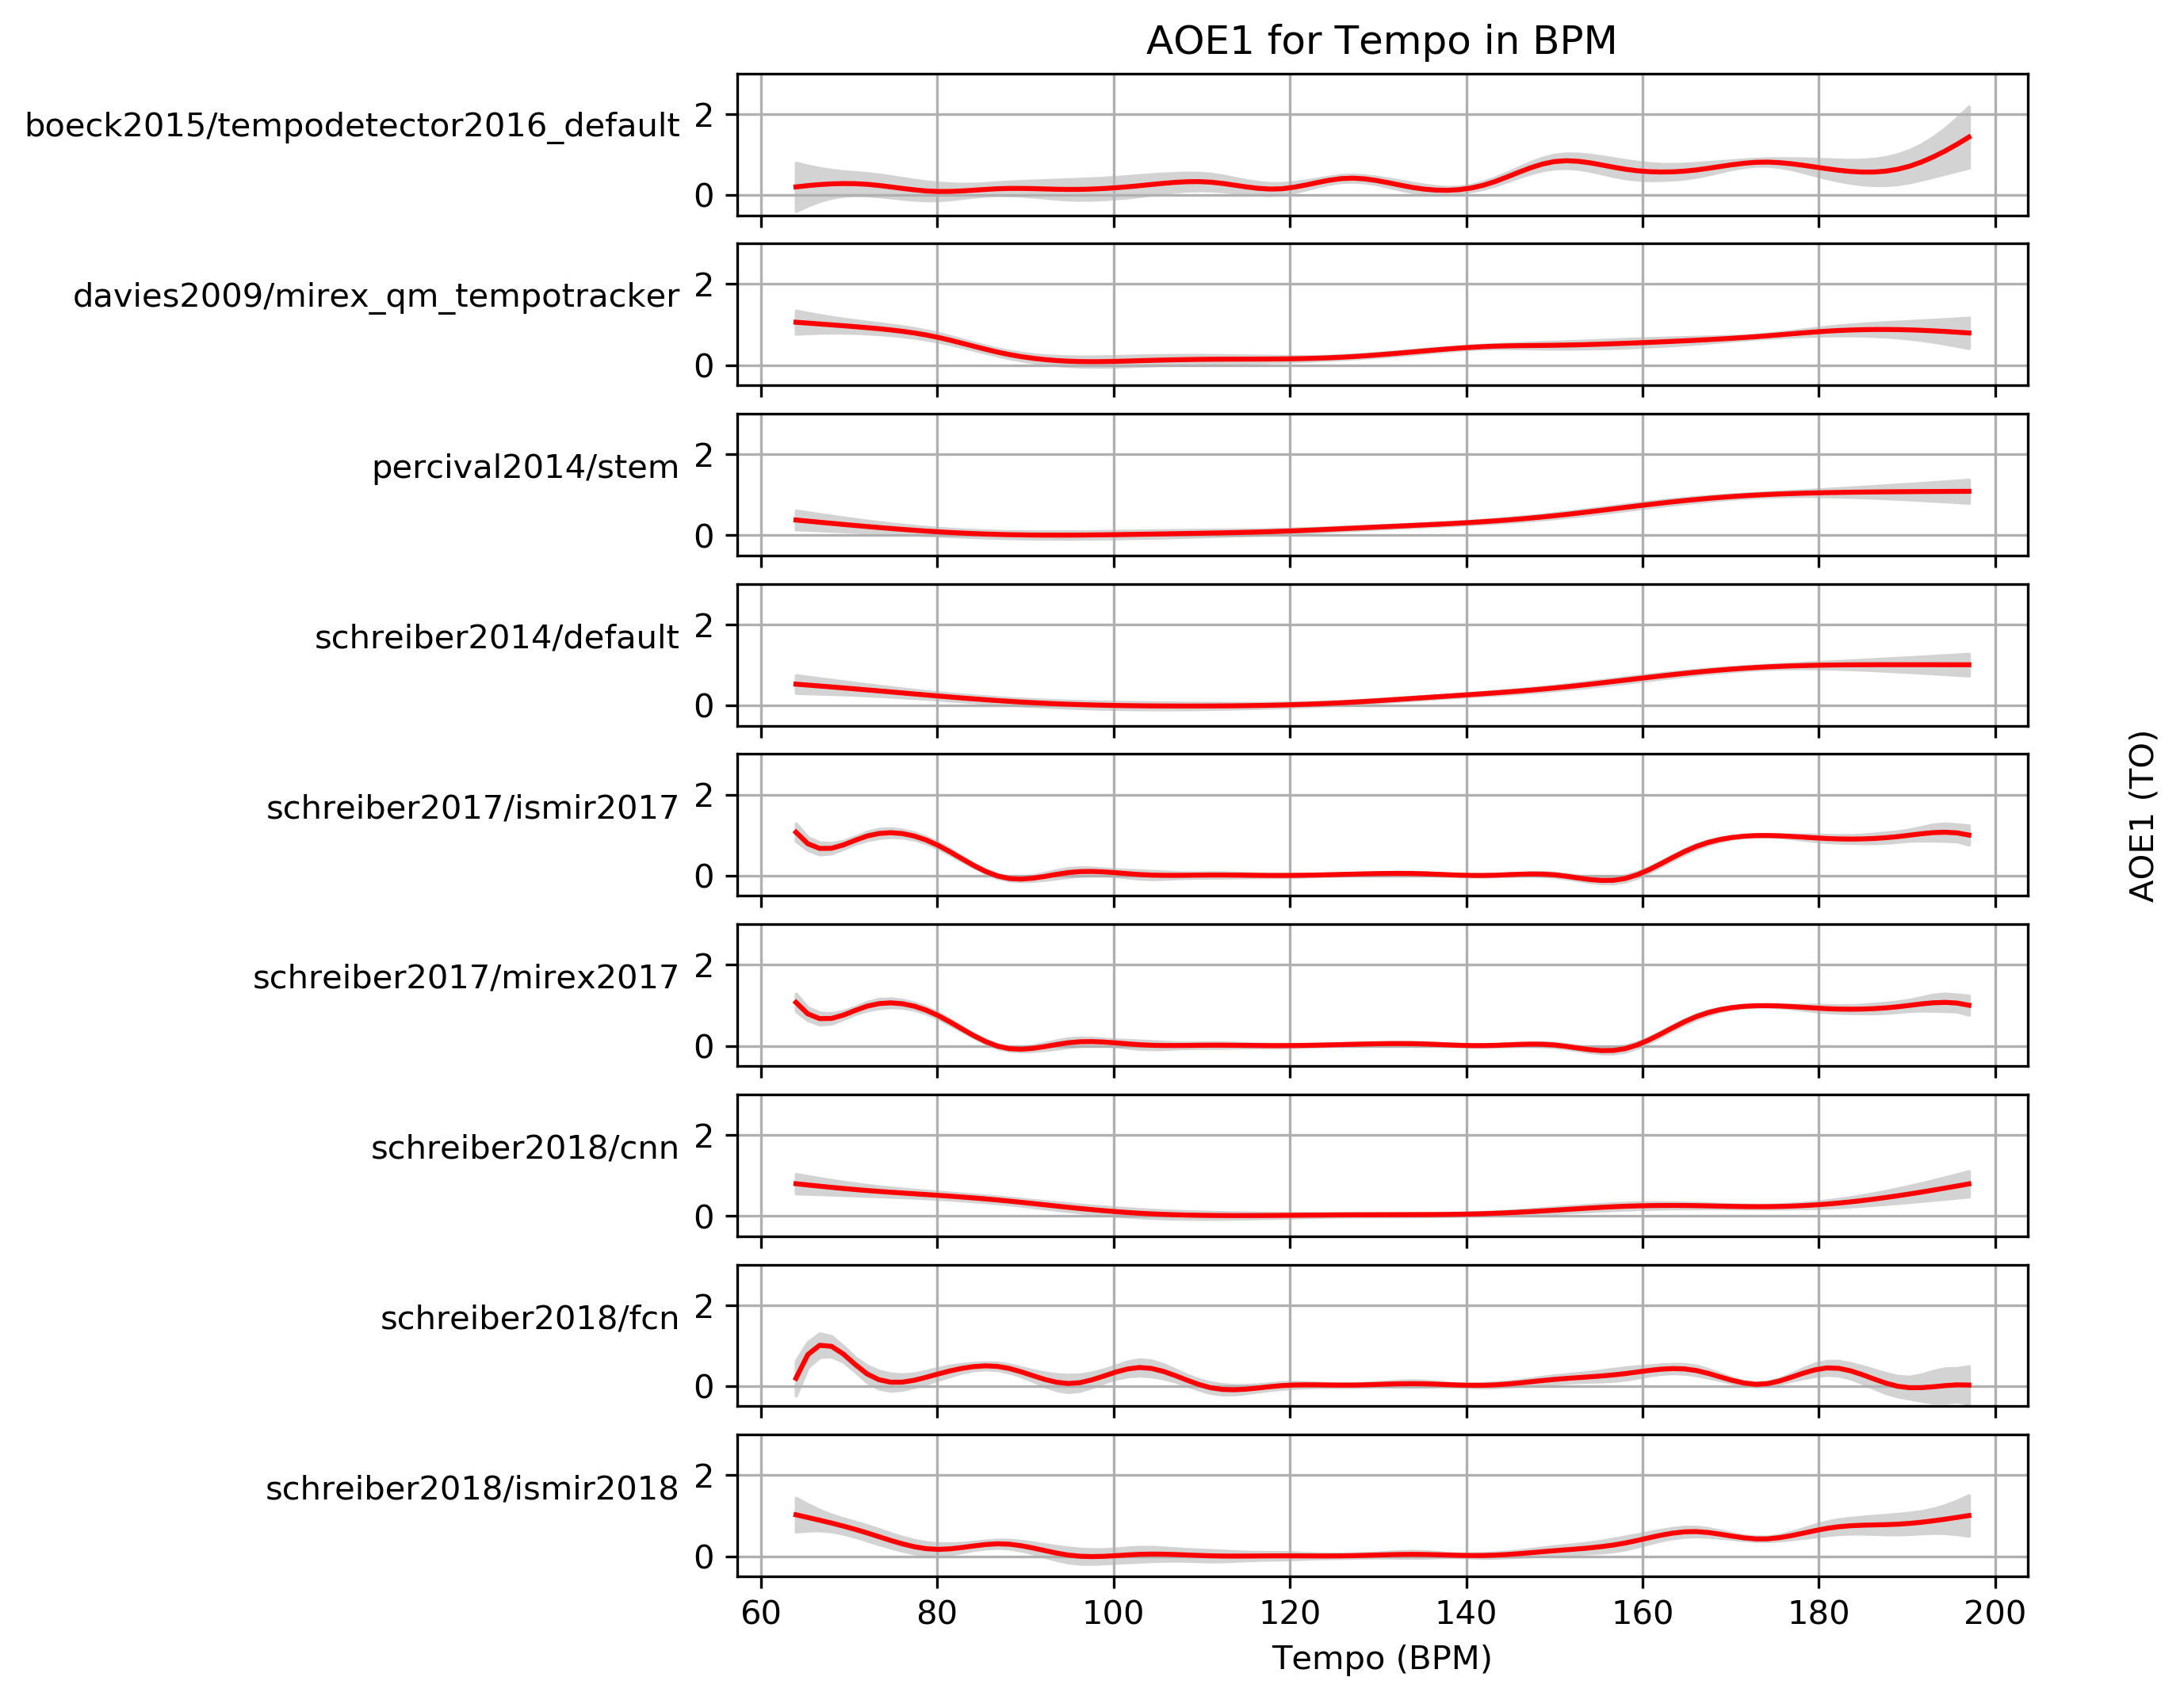 AOE1 for Tempo in BPM
boeck2015/tempodetector2016_default
2
0
davies2009/mirex_qm_tempotracker
2
0
percival2014/stem
2
0
schreiber2014/default
2
0
schreiber2017/ismir2017
2
0
schreiber2017/mirex2017
2
0
schreiber2018/cnn
2
0
schreiber2018/fcn
2
0
schreiber2018/ismir2018
2
0
60 80 100 120 140 160 180 200
Tempo (BPM)
AOE1 (TO)